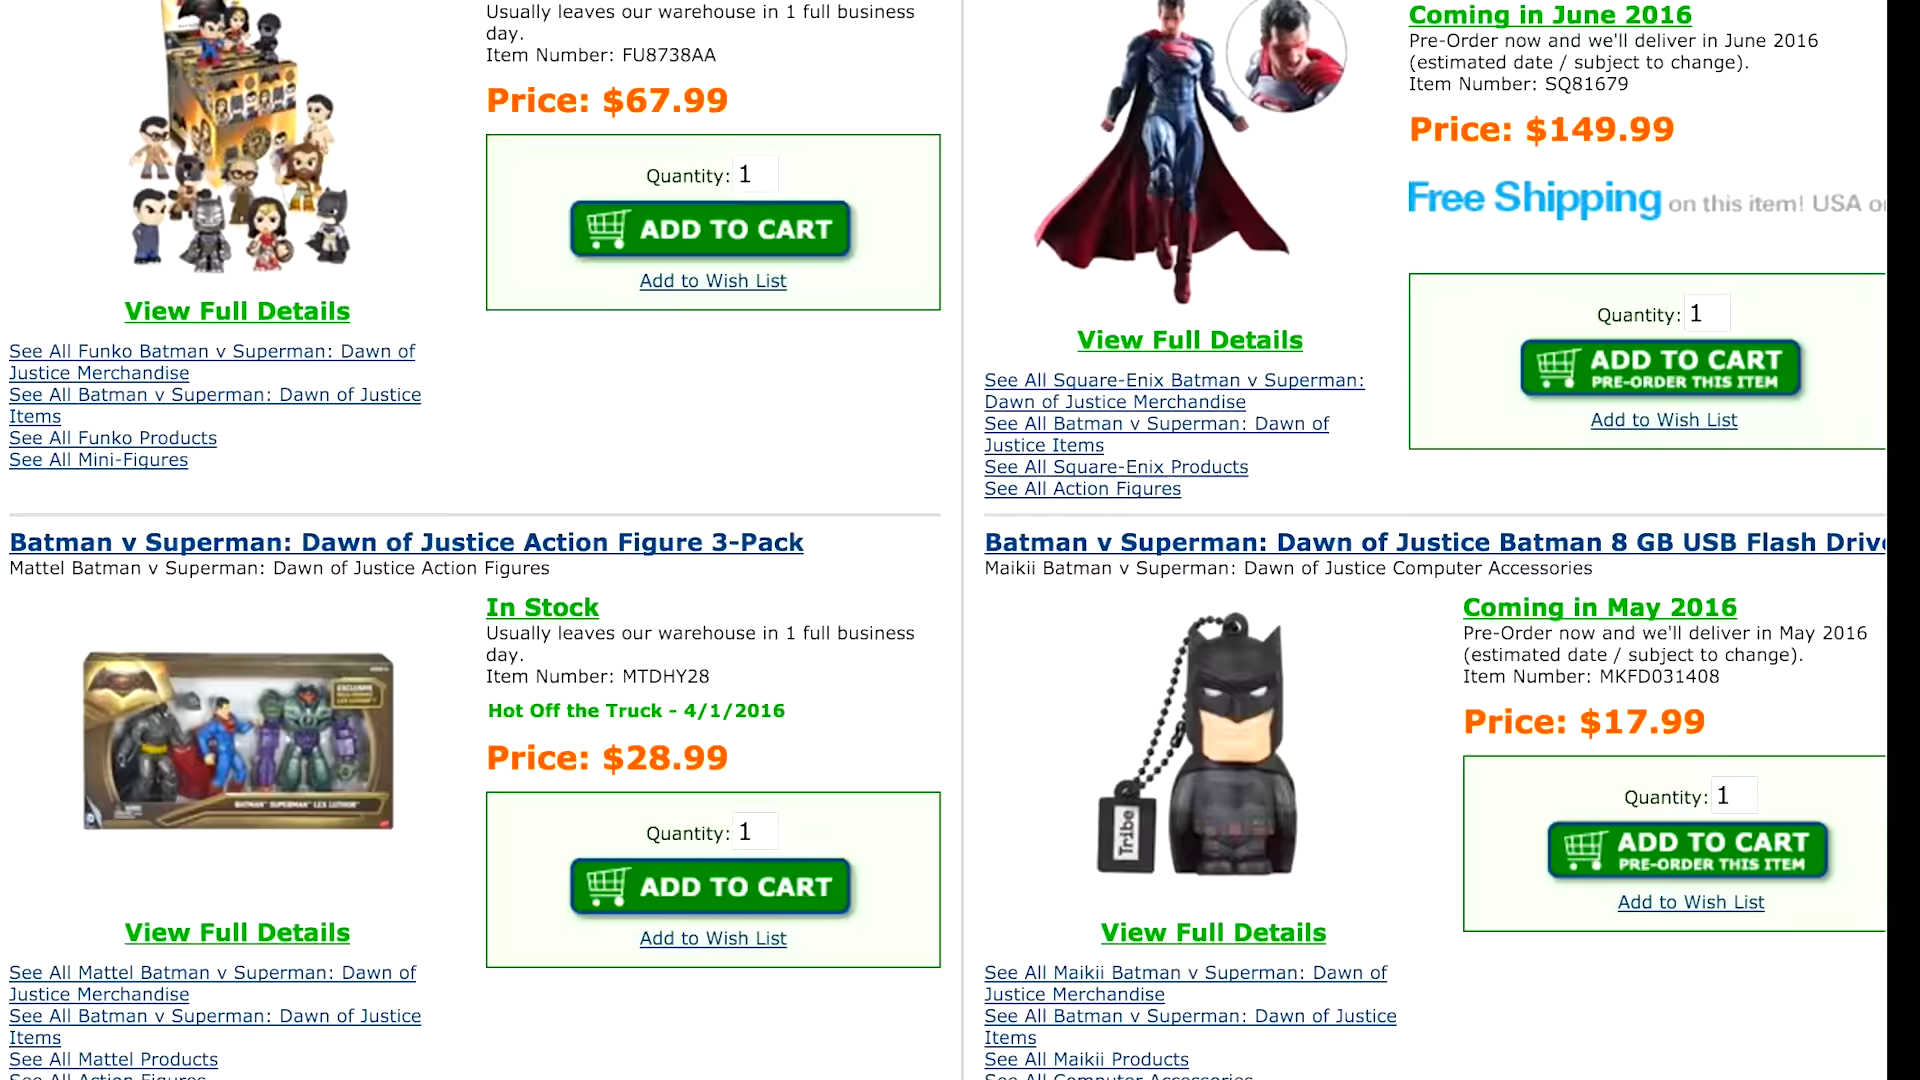 Usually leaves our warehouse in 1 full business
day.
Item Number: FU8738AA
Price: $67.99
Quantity: 1
ADD TO CART
Add to Wish List
View Full Details
See All Funko Batman v Superman: Dawn of
Justice Merchandise
See All Batman v Superman: Dawn of Justice
Items
See All Funko Products
See All Mini-Figures
Coming in June 2016
Pre-Order now and we'll deliver in June 2016
(estimated date / subject to change).
Item Number: SQ81679
Price: $149.99
Free Shipping on this item! USA
Quantity: 1
ADD TO CART
PRE-ORDER THIS ITEM
Add to Wish List
View Full Details
See All Square-Enix Batman v Superman:
Dawn of Justice Merchandise
See All Batman v Superman: Dawn of
Justice Items
See All Square-Enix Products
See All Action Figures
Batman v Superman: Dawn of Justice Action Figure 3-Pack
Mattel Batman v Superman: Dawn of Justice Action Figures
In Stock
Usually leaves our warehouse in 1 full business
day.
Item Number: MTDHY28
Hot Off the Truck - 4/1/2016
Price: $28.99
Quantity: 1
ADD TO CART
Add to Wish List
EXCLUSIVE
BATMAN SUPERMAN LEX LUTHOR
View Full Details
See All Mattel Batman v Superman: Dawn of
Justice Merchandise
See All Batman v Superman: Dawn of Justice
Items
See All Mattel Products
See All Action Figures
Batman v Superman: Dawn of Justice Batman 8 GB USB Flash Drive
Maikii Batman v Superman: Dawn of Justice Computer Accessories
Coming in May 2016
Pre-Order now and we'll deliver in May 2016
(estimated date / subject to change).
Item Number: MKFD031408
Price: $17.99
Quantity: 1
ADD TO CART
PRE-ORDER THIS ITEM
Add to Wish List
Tribe
View Full Details
See All Maikii Batman v Superman: Dawn of
Justice Merchandise
See All Batman v Superman: Dawn of Justice
Items
See All Maikii Products
See All Computer Accessories